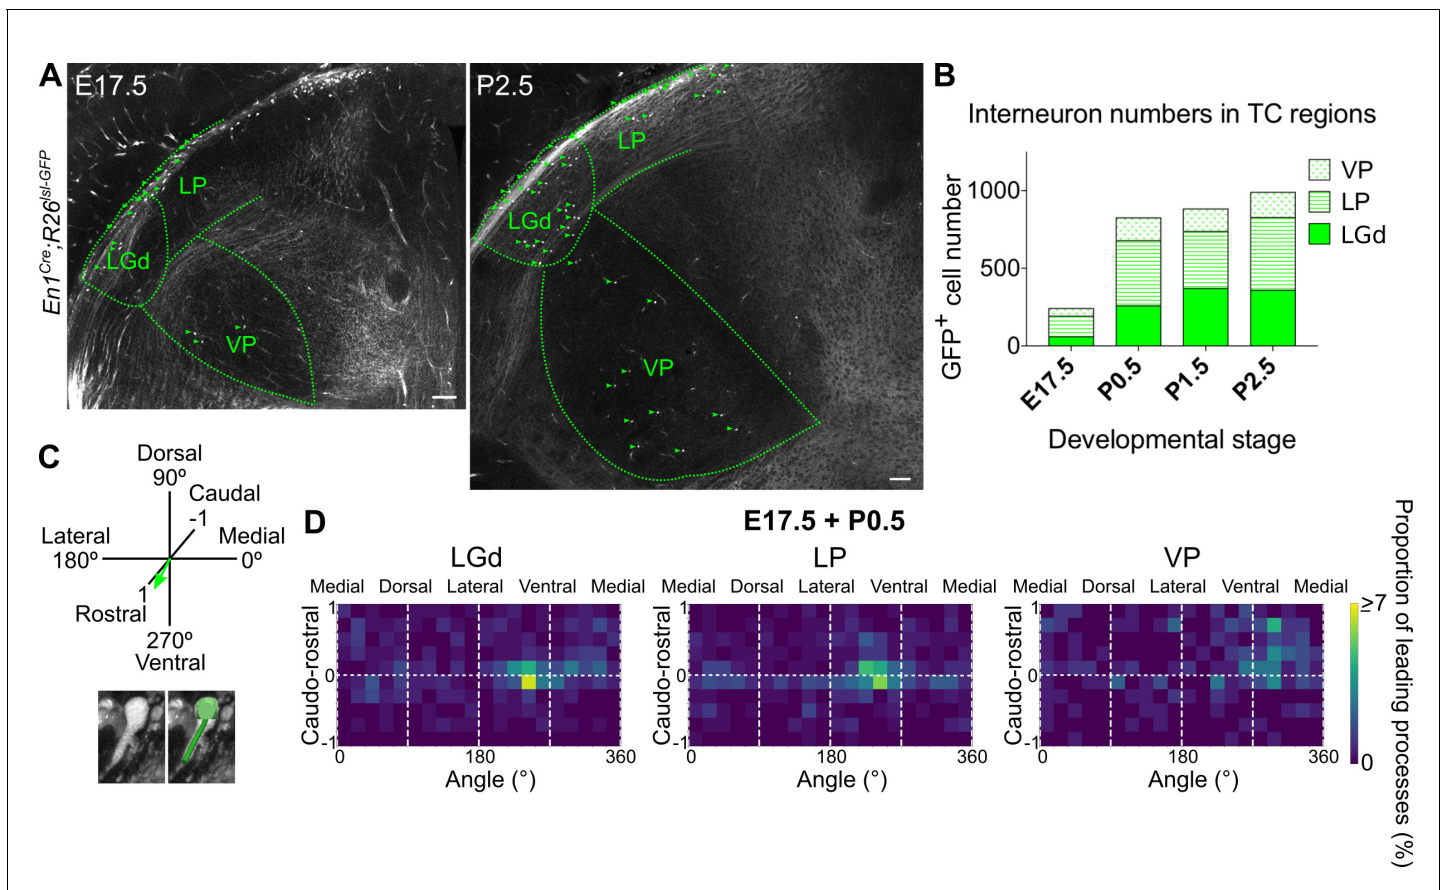 A
E17.5
En1Cre;R26lsl-GFP
LP
LGd
VP
P2.5
LP
LGd
VP
B
Interneuron numbers in TC regions
GFP+ cell number
1000
500
0
VP
LP
LGd
E17.5
P0.5
P1.5
P2.5
Developmental stage
C
Dorsal
90º
Caudal
-1
Lateral
180º
Medial
0º
1
Rostral
270º
Ventral
D
E17.5 + P0.5
LGd
Medial Dorsal Lateral Ventral Medial
Caudo-rostral
1
0
-1
0 180 360
Angle (°)
LP
Medial Dorsal Lateral Ventral Medial
Caudo-rostral
1
0
-1
0 180 360
Angle (°)
VP
Medial Dorsal Lateral Ventral Medial
Caudo-rostral
1
0
-1
0 180 360
Angle (°)
≥7
0
Proportion of leading processes (%)